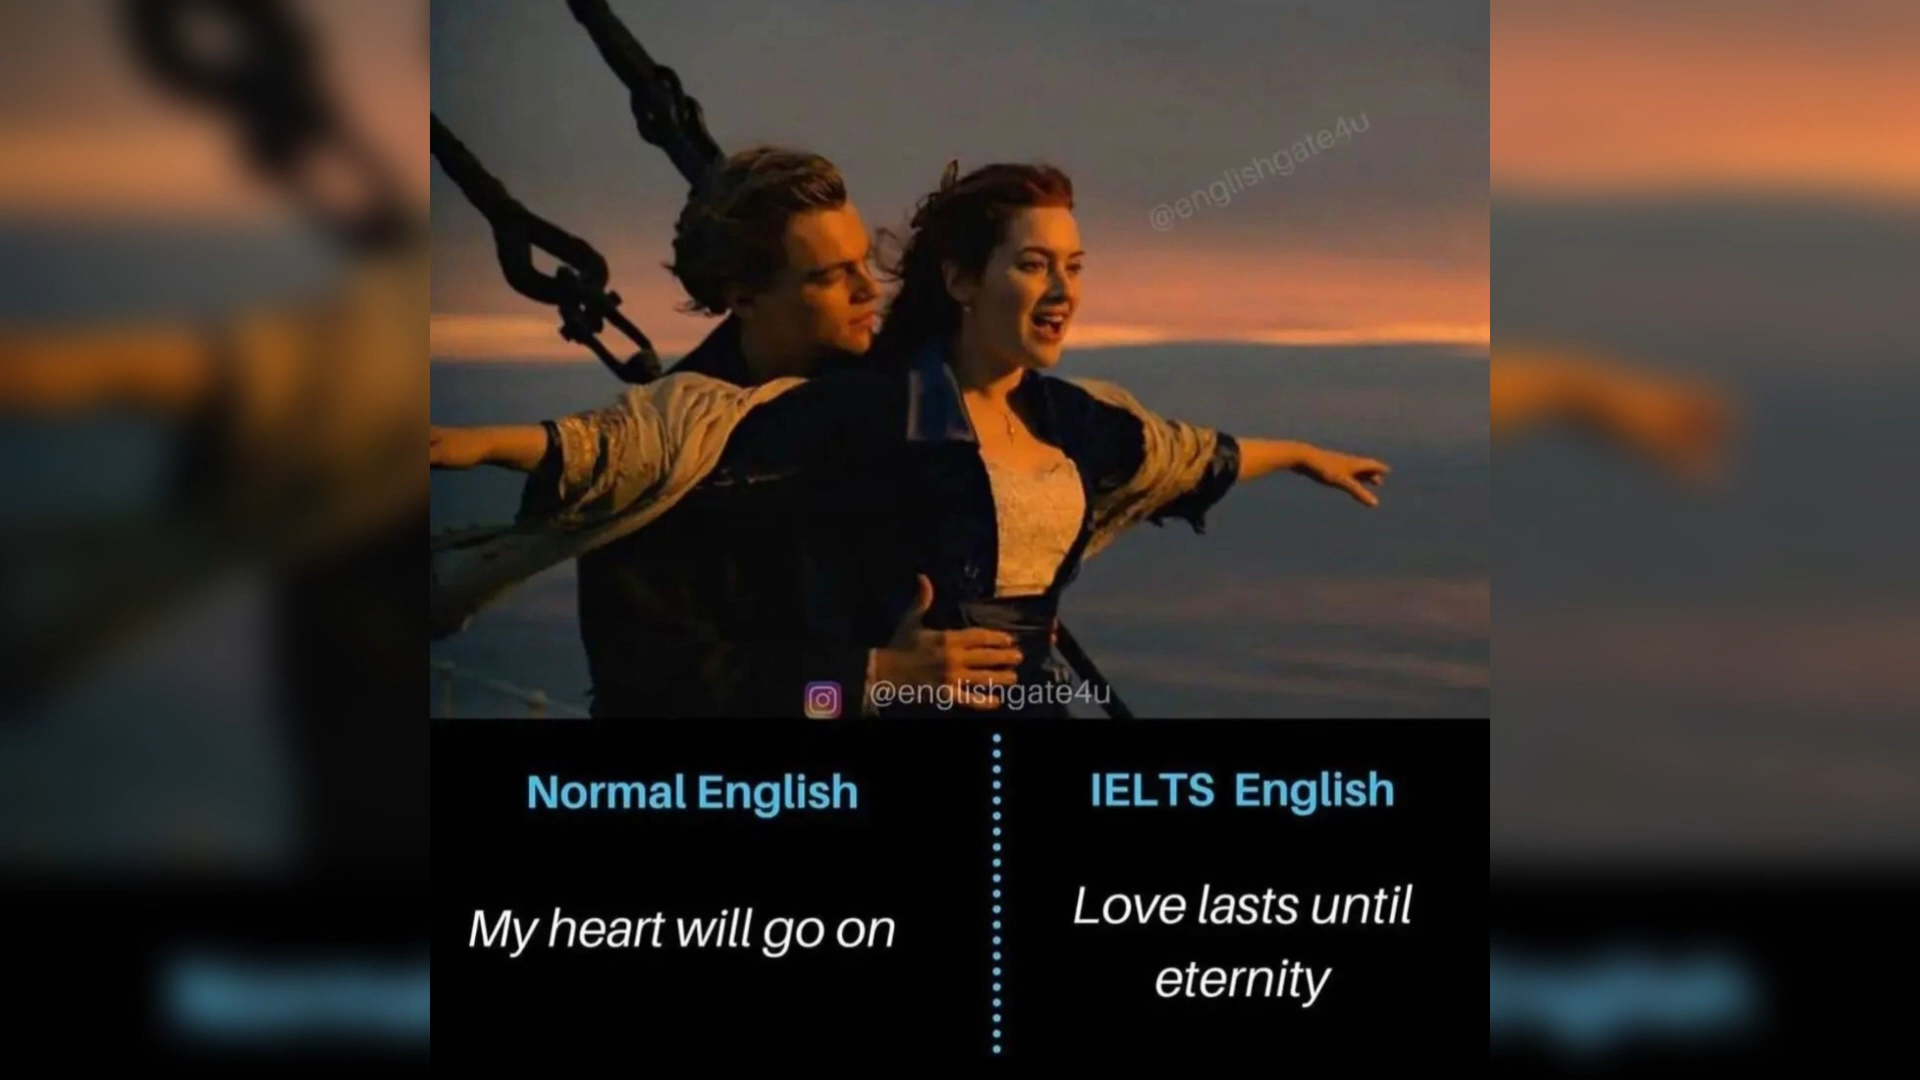 @englishgate4u
@englishgate4u
Normal English
IELTS English
My heart will go on
Love lasts until
eternity